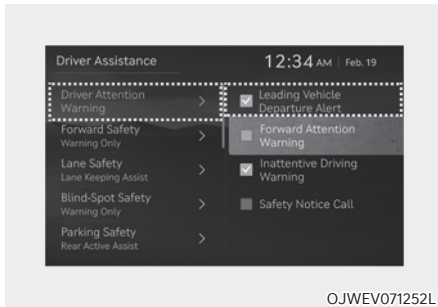 Driver Assistance
12:34 AM Feb. 19
Driver Attention
Warning
Forward Safety
Warning Only
Lane Safety
Lane Keeping Assist
Blind-Spot Safety
Warning Only
Parking Safety
Rear Active Assist
Leading Vehicle
Departure Alert
Forward Attention
Warning
Inattentive Driving
Warning
Safety Notice Call
OJWEV071252L